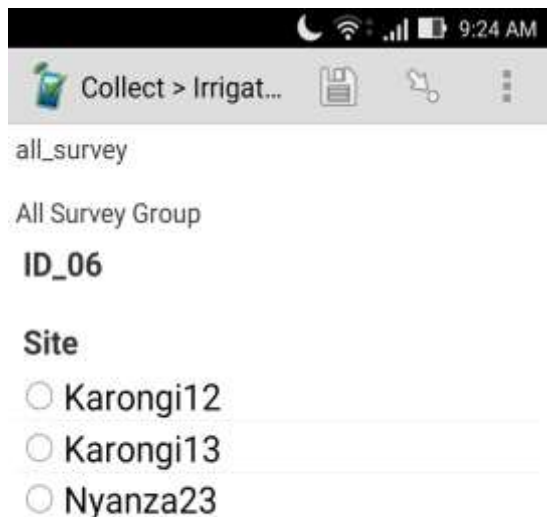 9:24 AM
Collect > Irrigat...
all_survey
All Survey Group
ID_06
Site
Karongi12
Karongi13
Nyanza23